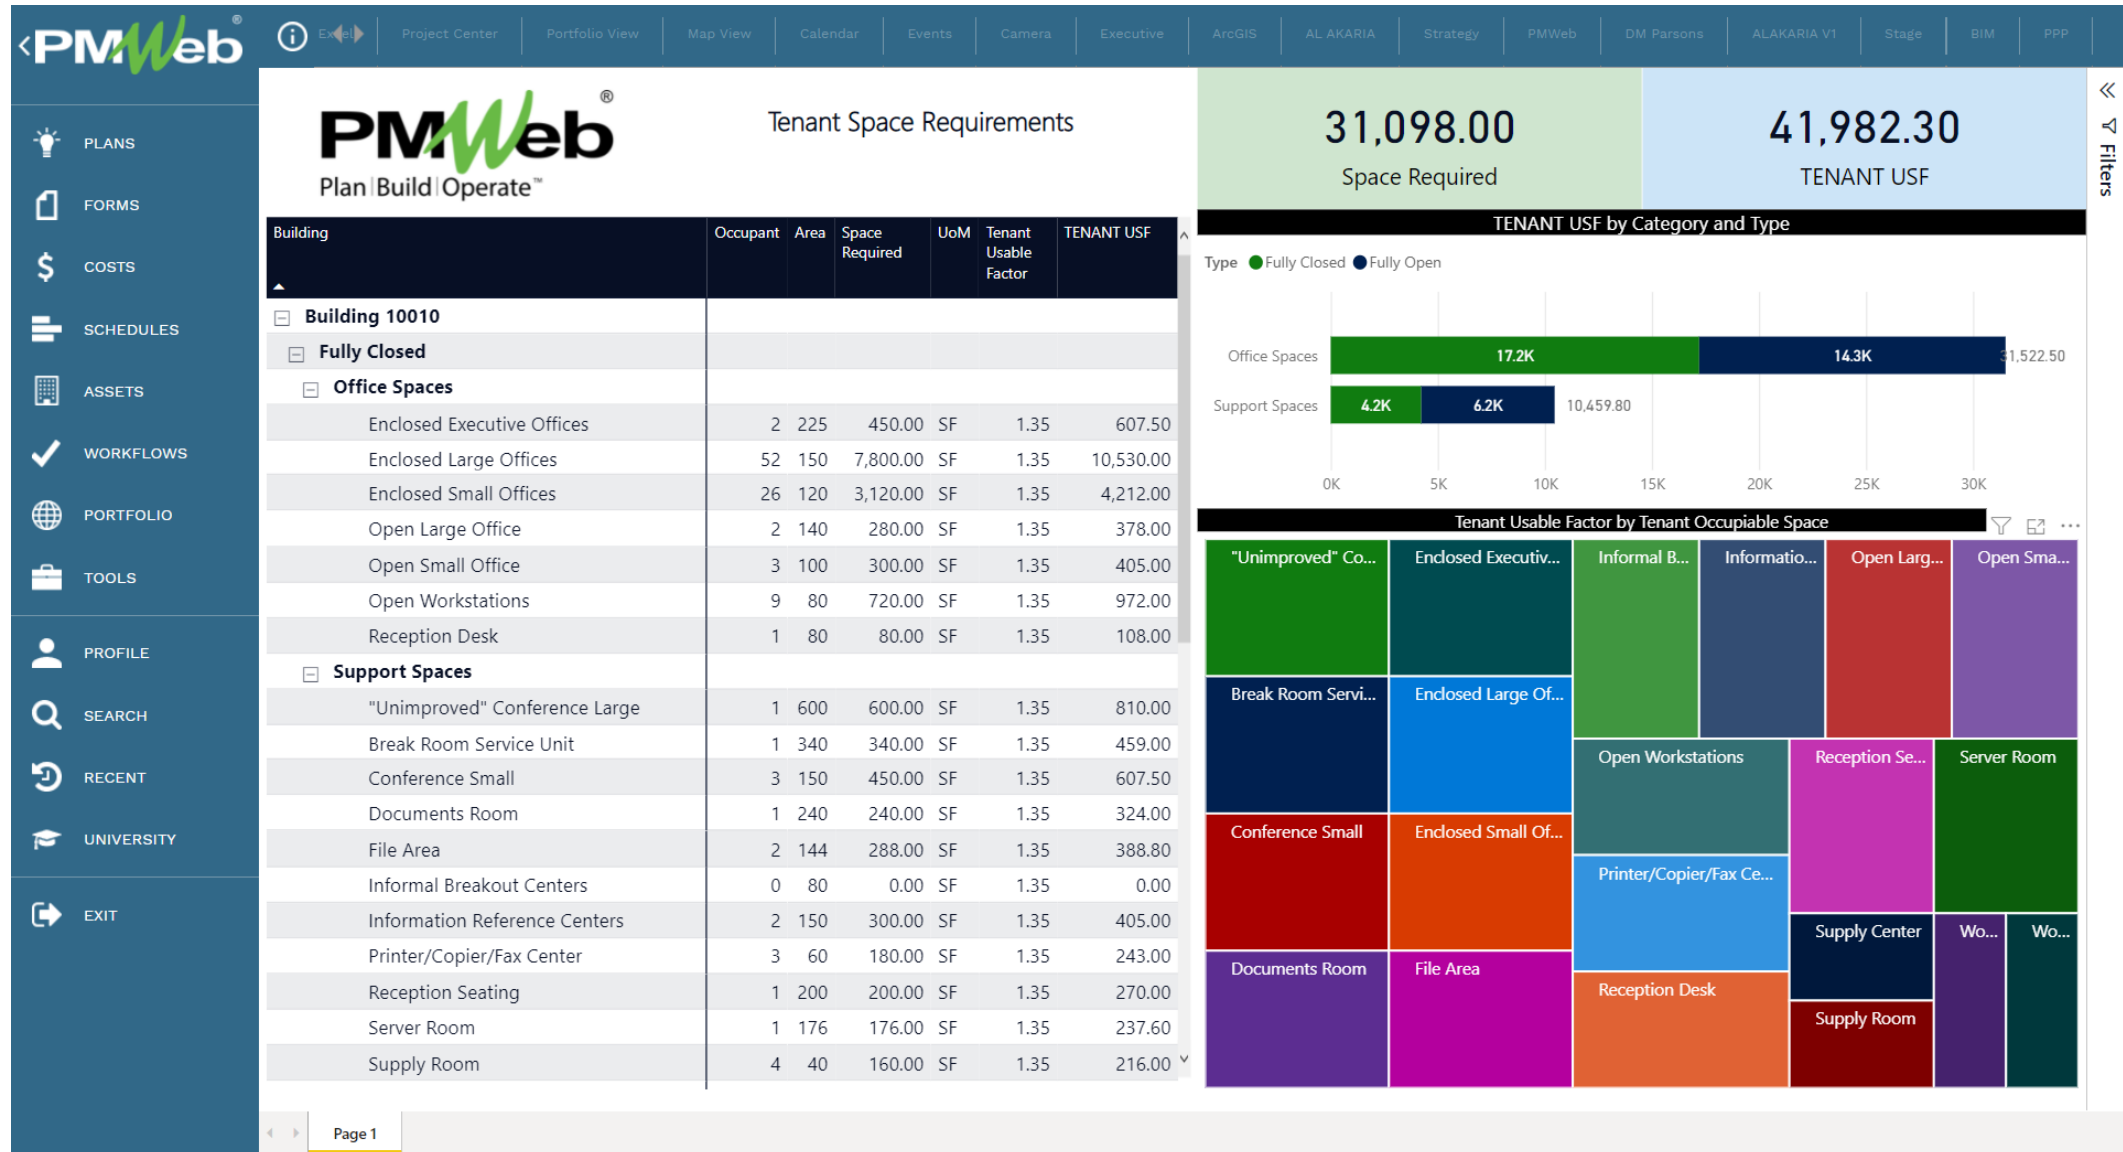 PMWeb®
Excel
Project Center
Portfolio View
Map View
Calendar
Events
Camera
Executive
ArcGIS
AL AKARIA
Strategy
PMWeb
DM Parsons
ALAKARIA V1
Stage
BIM
PPP
PLANS
FORMS
COSTS
SCHEDULES
ASSETS
WORKFLOWS
PORTFOLIO
TOOLS
PROFILE
SEARCH
RECENT
UNIVERSITY
EXIT
PMWeb®
Plan|Build|Operate™
Tenant Space Requirements
31,098.00
Space Required
41,982.30
TENANT USF
Filters
Building Occupant Area Space Required UoM Tenant Usable Factor TENANT USF
Building 10010
Fully Closed
Office Spaces
Enclosed Executive Offices 2 225 450.00 SF 1.35 607.50
Enclosed Large Offices 52 150 7,800.00 SF 1.35 10,530.00
Enclosed Small Offices 26 120 3,120.00 SF 1.35 4,212.00
Open Large Office 2 140 280.00 SF 1.35 378.00
Open Small Office 3 100 300.00 SF 1.35 405.00
Open Workstations 9 80 720.00 SF 1.35 972.00
Reception Desk 1 80 80.00 SF 1.35 108.00
Support Spaces
"Unimproved" Conference Large 1 600 600.00 SF 1.35 810.00
Break Room Service Unit 1 340 340.00 SF 1.35 459.00
Conference Small 3 150 450.00 SF 1.35 607.50
Documents Room 1 240 240.00 SF 1.35 324.00
File Area 2 144 288.00 SF 1.35 388.80
Informal Breakout Centers 0 80 0.00 SF 1.35 0.00
Information Reference Centers 2 150 300.00 SF 1.35 405.00
Printer/Copier/Fax Center 3 60 180.00 SF 1.35 243.00
Reception Seating 1 200 200.00 SF 1.35 270.00
Server Room 1 176 176.00 SF 1.35 237.60
Supply Room 4 40 160.00 SF 1.35 216.00
TENANT USF by Category and Type
Type Fully Closed Fully Open
Office Spaces 17.2K 14.3K 31,522.50
Support Spaces 4.2K 6.2K 10,459.80
0K 5K 10K 15K 20K 25K 30K
Tenant Usable Factor by Tenant Occupiable Space
"Unimproved" Co...
Enclosed Executiv...
Informal B...
Informatio...
Open Larg...
Open Sma...
Break Room Servi...
Enclosed Large Of...
Open Workstations
Reception Se...
Server Room
Conference Small
Enclosed Small Of...
Printer/Copier/Fax Ce...
Supply Center
Wo...
Wo...
Documents Room
File Area
Reception Desk
Supply Room
Page 1